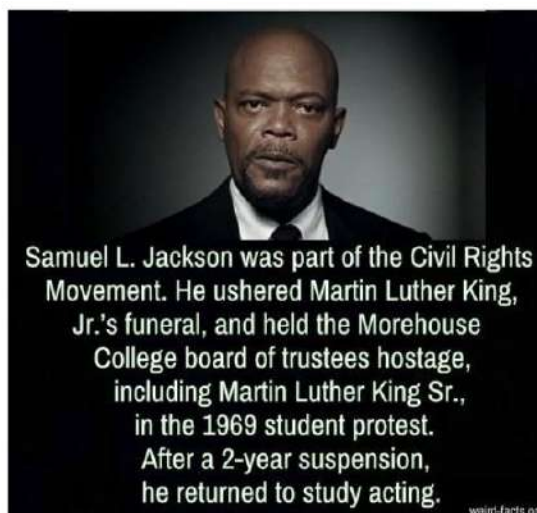 Samuel L. Jackson was part of the Civil Rights
Movement. He ushered Martin Luther King,
Jr.'s funeral, and held the Morehouse
College board of trustees hostage,
including Martin Luther King Sr.,
in the 1969 student protest.
After a 2-year suspension,
he returned to study acting.